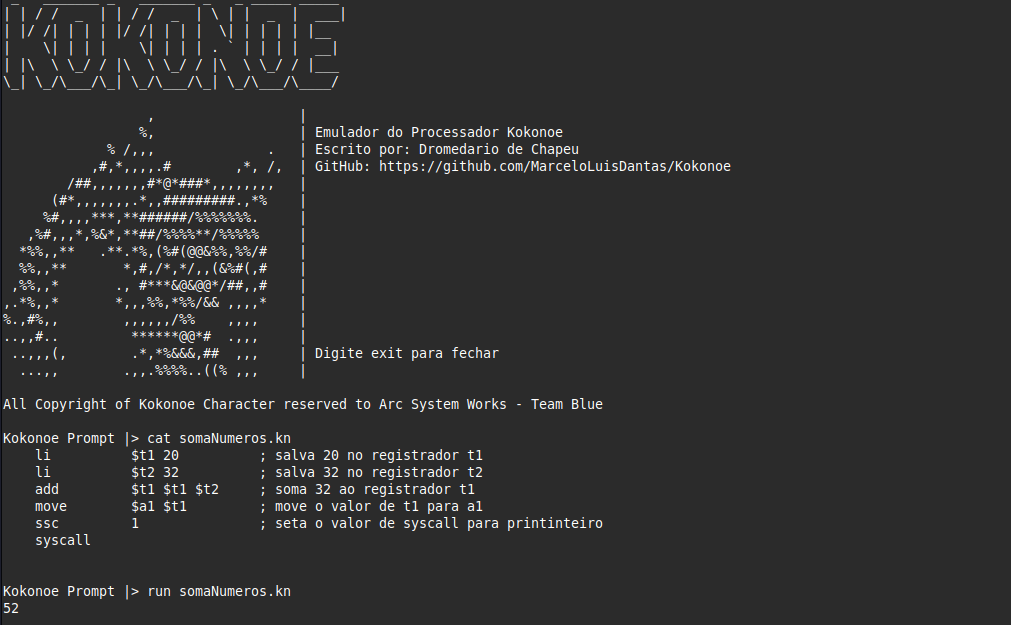 KOKONOE
Emulador do Processador Kokonoe
Escrito por: Dromedario de Chapeu
GitHub: https://github.com/MarceloLuisDantas/Kokonoe
Digite exit para fechar
All Copyright of Kokonoe Character reserved to Arc System Works - Team Blue
Kokonoe Prompt |> cat somaNumeros.kn
li $t1 20 ; salva 20 no registrador t1
li $t2 32 ; salva 32 no registrador t2
add $t1 $t1 $t2 ; soma 32 ao registrador t1
move $a1 $t1 ; move o valor de t1 para a1
ssc 1 ; seta o valor de syscall para printinteiro
syscall
Kokonoe Prompt |> run somaNumeros.kn
52